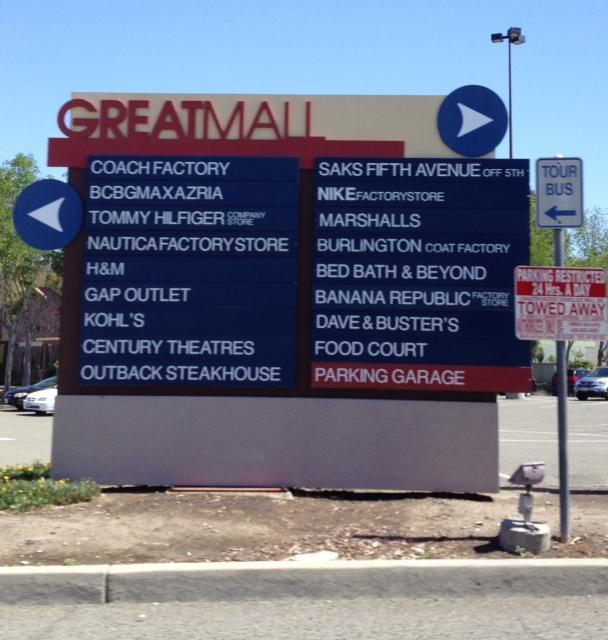 GREATMALL
COACH FACTORY
BCBGMAXAZRIA
TOMMY HILFIGER COMPANY STORE
NAUTICA FACTORY STORE
H&M
GAP OUTLET
KOHL'S
CENTURY THEATRES
OUTBACK STEAKHOUSE
SAKS FIFTH AVENUE OFF 5TH
NIKE FACTORYSTORE
MARSHALLS
BURLINGTON COAT FACTORY
BED BATH & BEYOND
BANANA REPUBLIC FACTORY STORE
DAVE & BUSTER'S
FOOD COURT
PARKING GARAGE
TOUR
BUS
PARKING RESTRICTED
24 Hrs. A DAY
TOWED AWAY